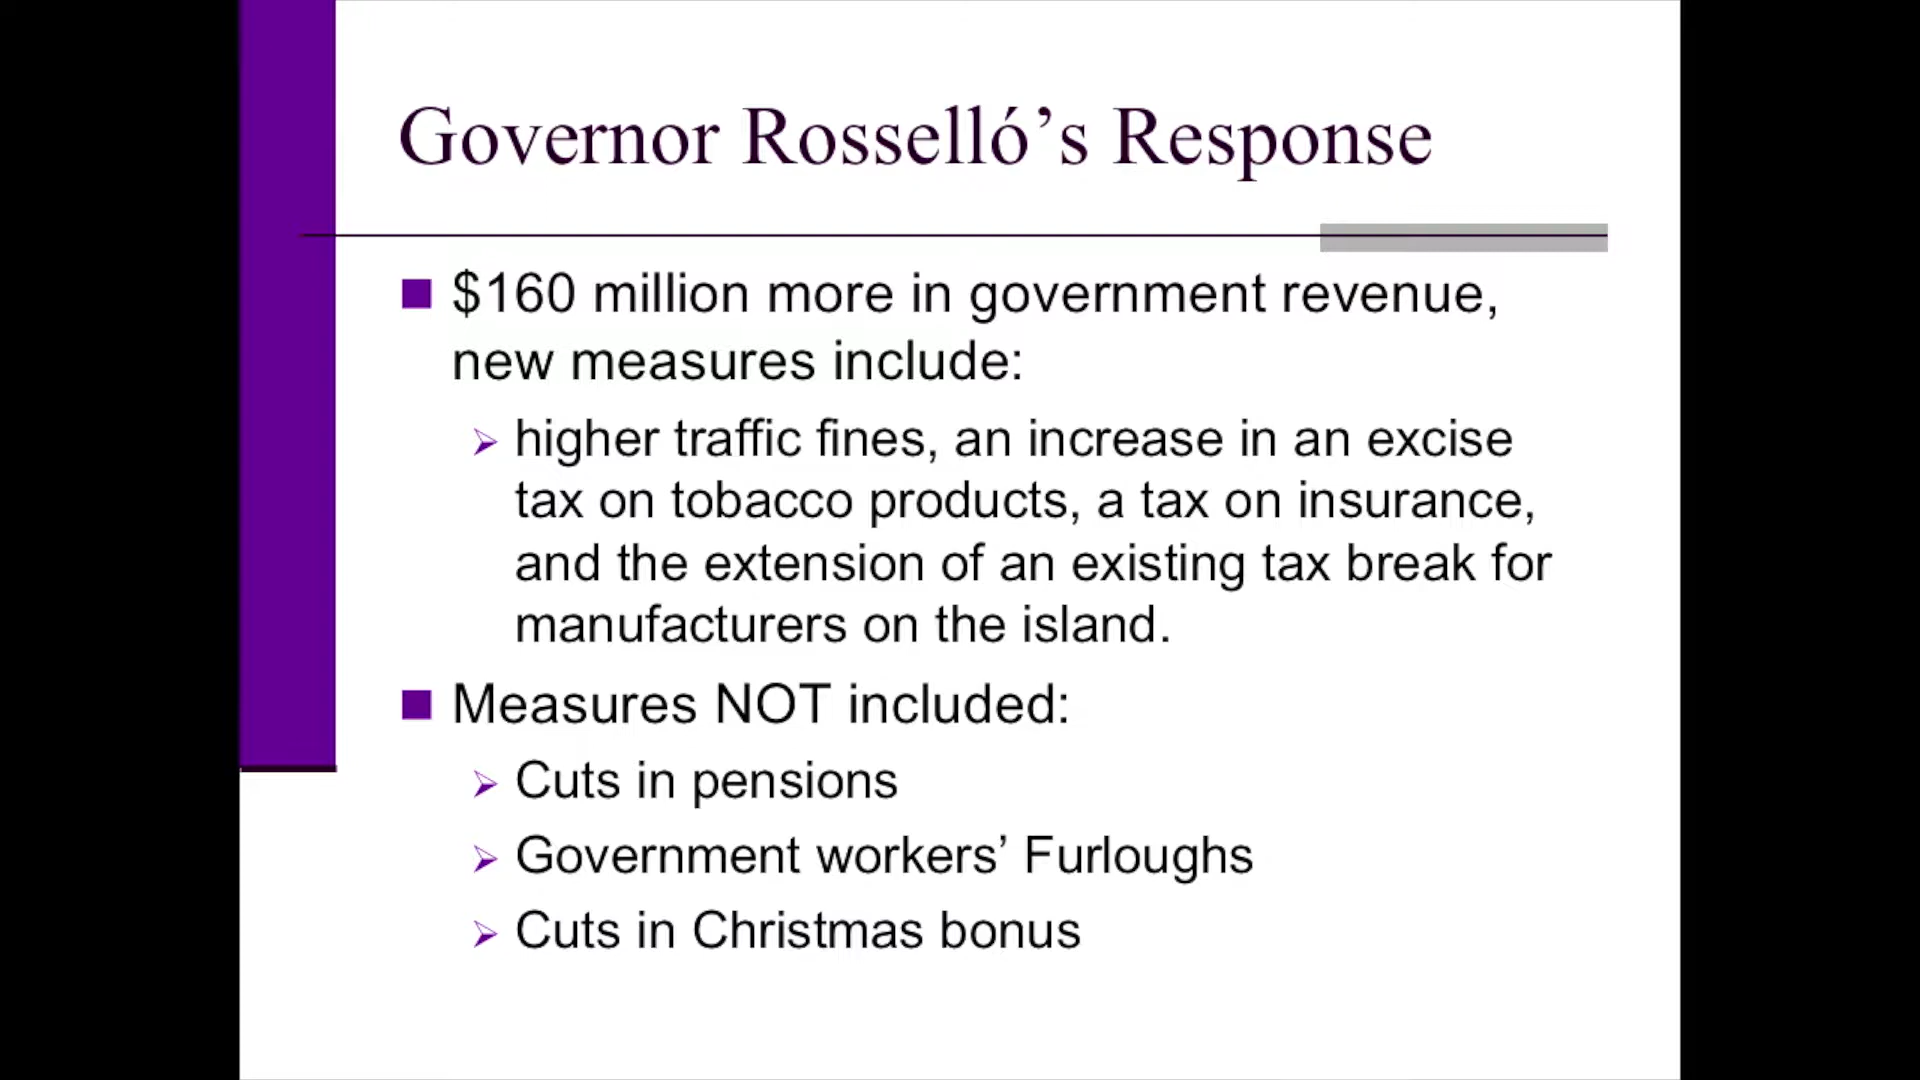 Governor Rosselló’s Response
$160 million more in government revenue,
new measures include:
higher traffic fines, an increase in an excise
tax on tobacco products, a tax on insurance,
and the extension of an existing tax break for
manufacturers on the island.
Measures NOT included:
Cuts in pensions
Government workers’ Furloughs
Cuts in Christmas bonus